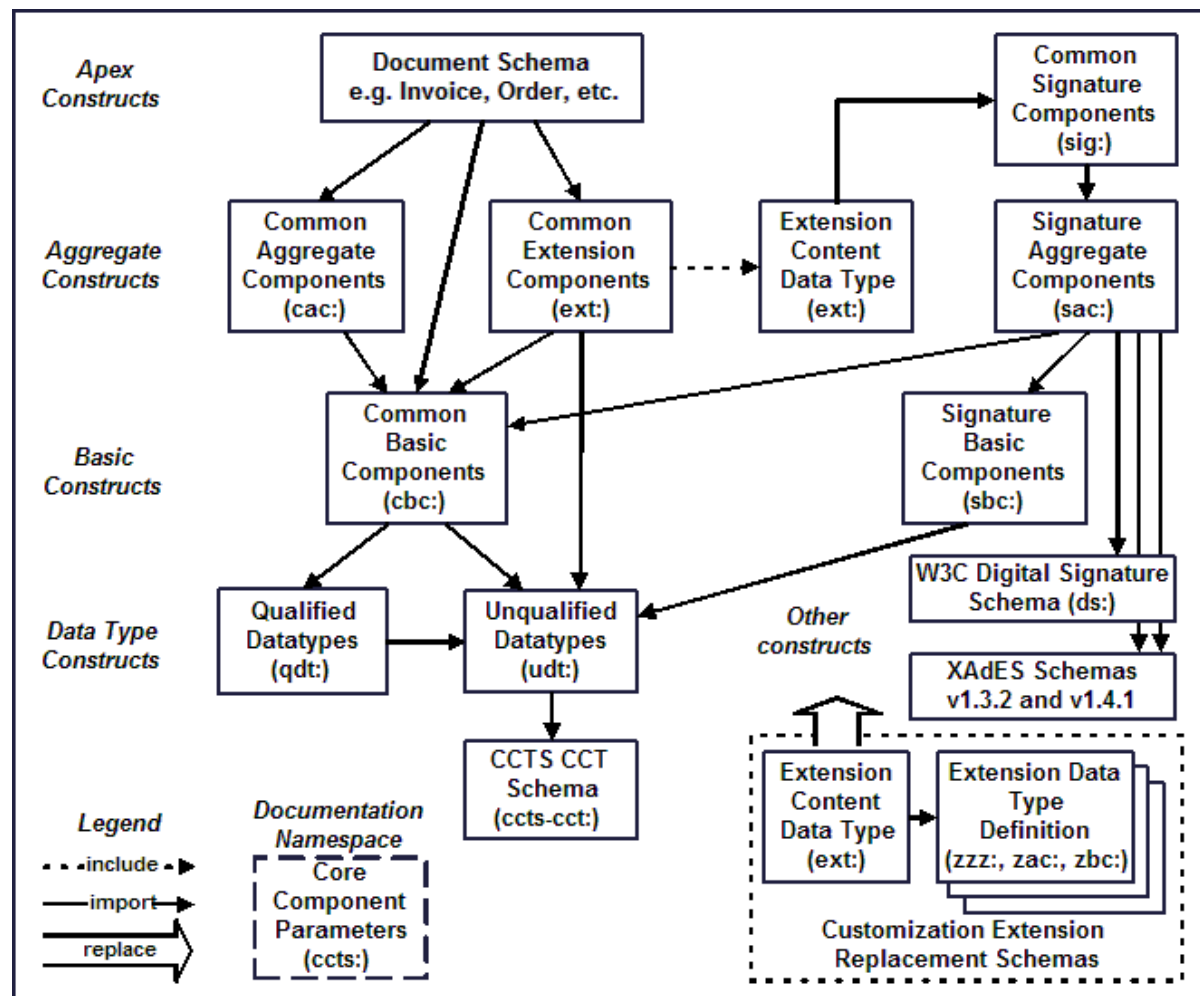 Apex
Constructs
Document Schema
e.g. Invoice, Order, etc.
Common
Signature
Components
(sig:)
Aggregate
Constructs
Common
Aggregate
Components
(cac:)
Common
Extension
Components
(ext:)
Extension
Content
Data Type
(ext:)
Signature
Aggregate
Components
(sac:)
Basic
Constructs
Common
Basic
Components
(cbc:)
Signature
Basic
Components
(sbc:)
Data Type
Constructs
Qualified
Datatypes
(qdt:)
Unqualified
Datatypes
(udt:)
Other
constructs
W3C Digital Signature
Schema (ds:)
XAdES Schemas
v1.3.2 and v1.4.1
CCTS CCT
Schema
(ccts-cct:)
Extension
Content
Data Type
(ext:)
Extension Data
Type
Definition
(zzz:, zac:, zbc:)
Customization Extension
Replacement Schemas
Legend
include
import
replace
Documentation
Namespace
Core
Component
Parameters
(ccts:)